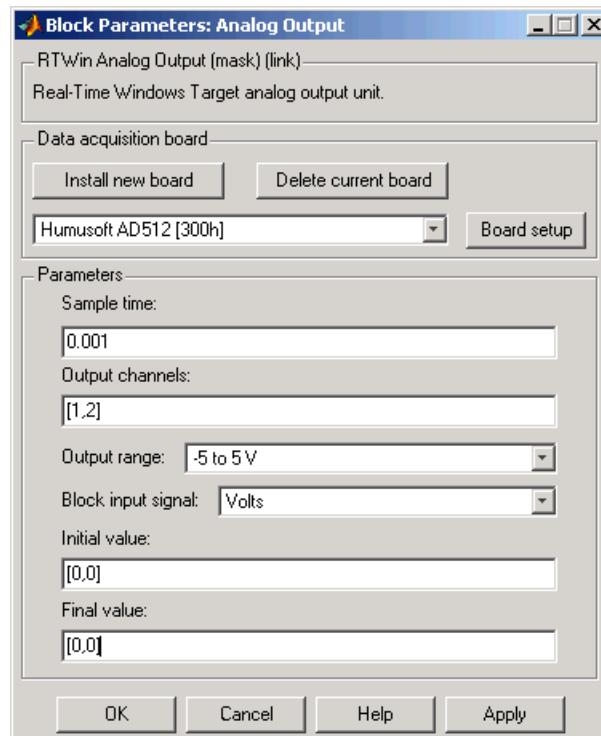 Block Parameters: Analog Output
RTWin Analog Output (mask) (link)
Real-Time Windows Target analog output unit.
Data acquisition board
Install new board Delete current board
Humusoft AD512 [300h] Board setup
Parameters
Sample time:
0.001
Output channels:
[1,2]
Output range: -5 to 5 V
Block input signal: Volts
Initial value:
[0,0]
Final value:
[0,0]
OK Cancel Help Apply